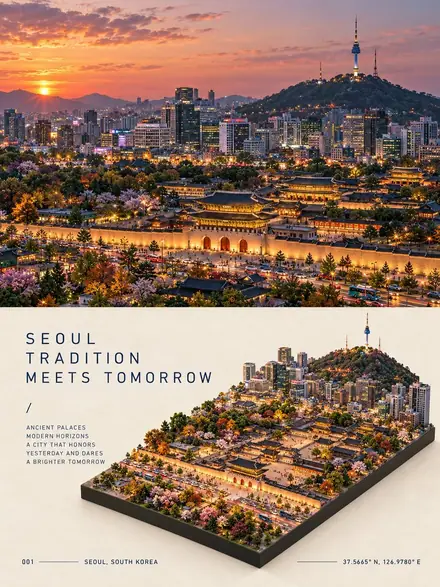 SEOUL
TRADITION
MEETS TOMORROW
/
ANCIENT PALACES
MODERN HORIZONS
A CITY THAT HONORS
YESTERDAY AND DARES
A BRIGHTER TOMORROW
001
SEOUL, SOUTH KOREA
37.5665° N, 126.9780° E